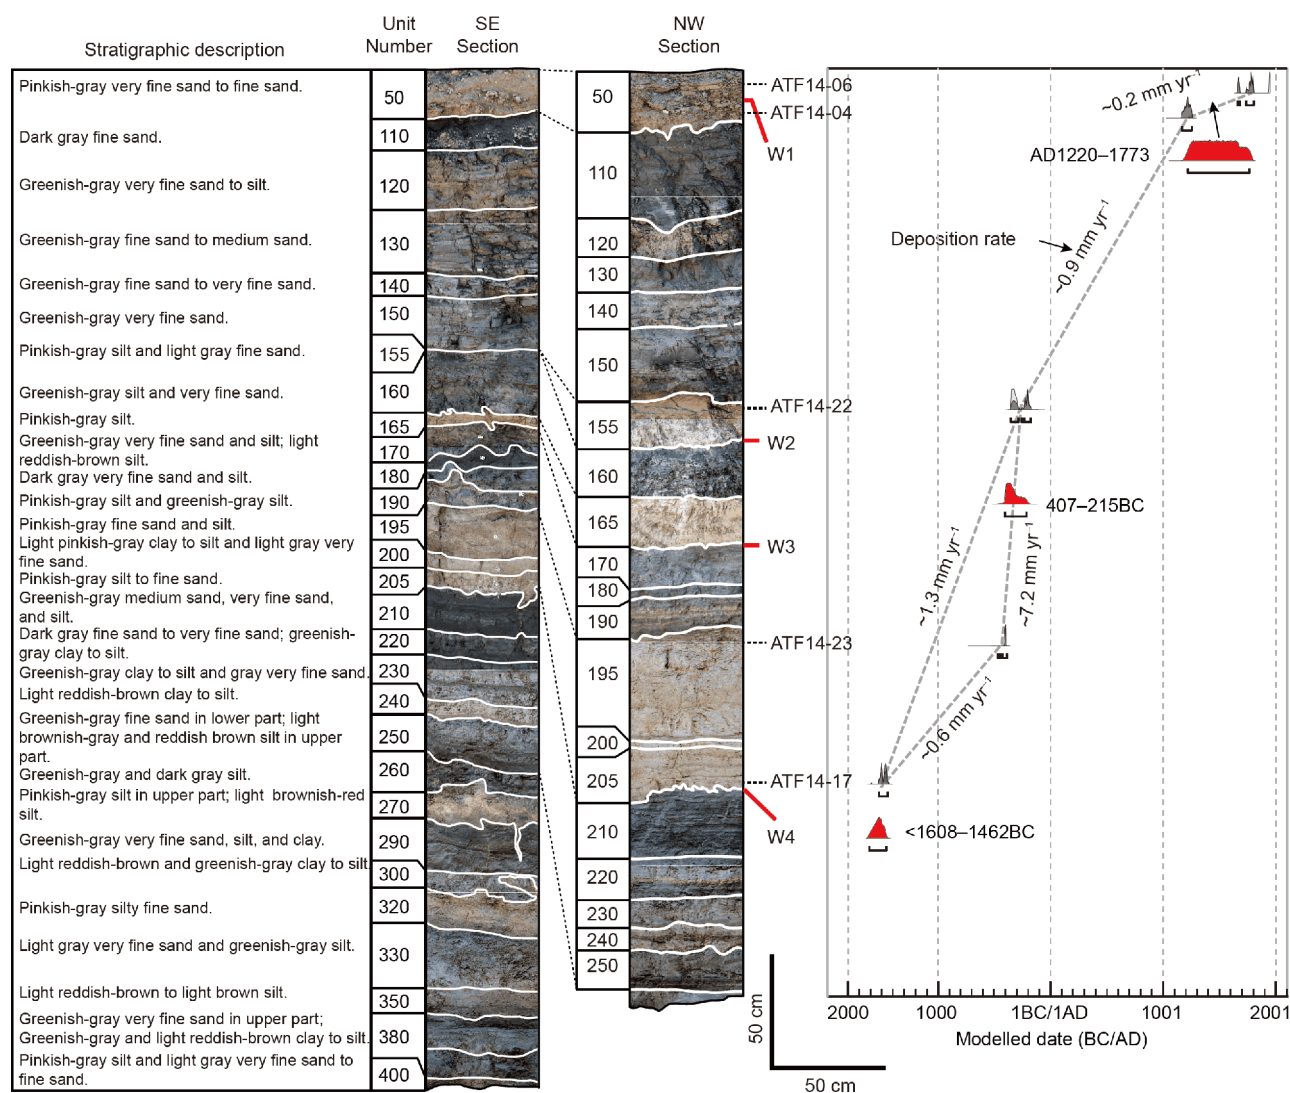 Stratigraphic description
Unit
Number
SE
Section
NW
Section
Pinkish-gray very fine sand to fine sand.
Dark gray fine sand.
Greenish-gray very fine sand to silt.
Greenish-gray fine sand to medium sand.
Greenish-gray fine sand to very fine sand.
Greenish-gray very fine sand.
Pinkish-gray silt and light gray fine sand.
Greenish-gray silt and very fine sand.
Pinkish-gray silt.
Greenish-gray very fine sand and silt; light
reddish-brown silt.
Dark gray very fine sand and silt.
Pinkish-gray silt and greenish-gray silt.
Pinkish-gray fine sand and silt.
Light pinkish-gray clay to silt and light gray very
fine sand.
Pinkish-gray silt to fine sand.
Greenish-gray medium sand, very fine sand,
and silt.
Dark gray fine sand to very fine sand; greenish-
gray clay to silt.
Greenish-gray clay to silt and gray very fine sand.
Light reddish-brown clay to silt.
Greenish-gray fine sand in lower part; light
brownish-gray and reddish brown silt in upper
part.
Greenish-gray and dark gray silt.
Pinkish-gray silt in upper part; light brownish-red
silt.
Greenish-gray very fine sand, silt, and clay.
Light reddish-brown and greenish-gray clay to silt.
Pinkish-gray silty fine sand.
Light gray very fine sand and greenish-gray silt.
Light reddish-brown to light brown silt.
Greenish-gray very fine sand in upper part;
Greenish-gray and light reddish-brown clay to silt.
Pinkish-gray silt and light gray very fine sand to
fine sand.
50
110
120
130
140
150
155
160
165
170
180
190
195
200
205
210
220
230
240
250
260
270
290
300
320
330
350
380
400
50
110
120
130
140
150
155
160
165
170
180
190
195
200
205
210
220
230
240
250
ATF14-06
ATF14-04
W1
ATF14-22
W2
W3
ATF14-23
ATF14-17
W4
50 cm
50 cm
~0.2 mm yr⁻¹
AD1220–1773
Deposition rate
~0.9 mm yr⁻¹
407–215BC
~1.3 mm yr⁻¹
~7.2 mm yr⁻¹
~0.6 mm yr⁻¹
<1608–1462BC
2000
1000
1BC/1AD
1001
2001
Modelled date (BC/AD)